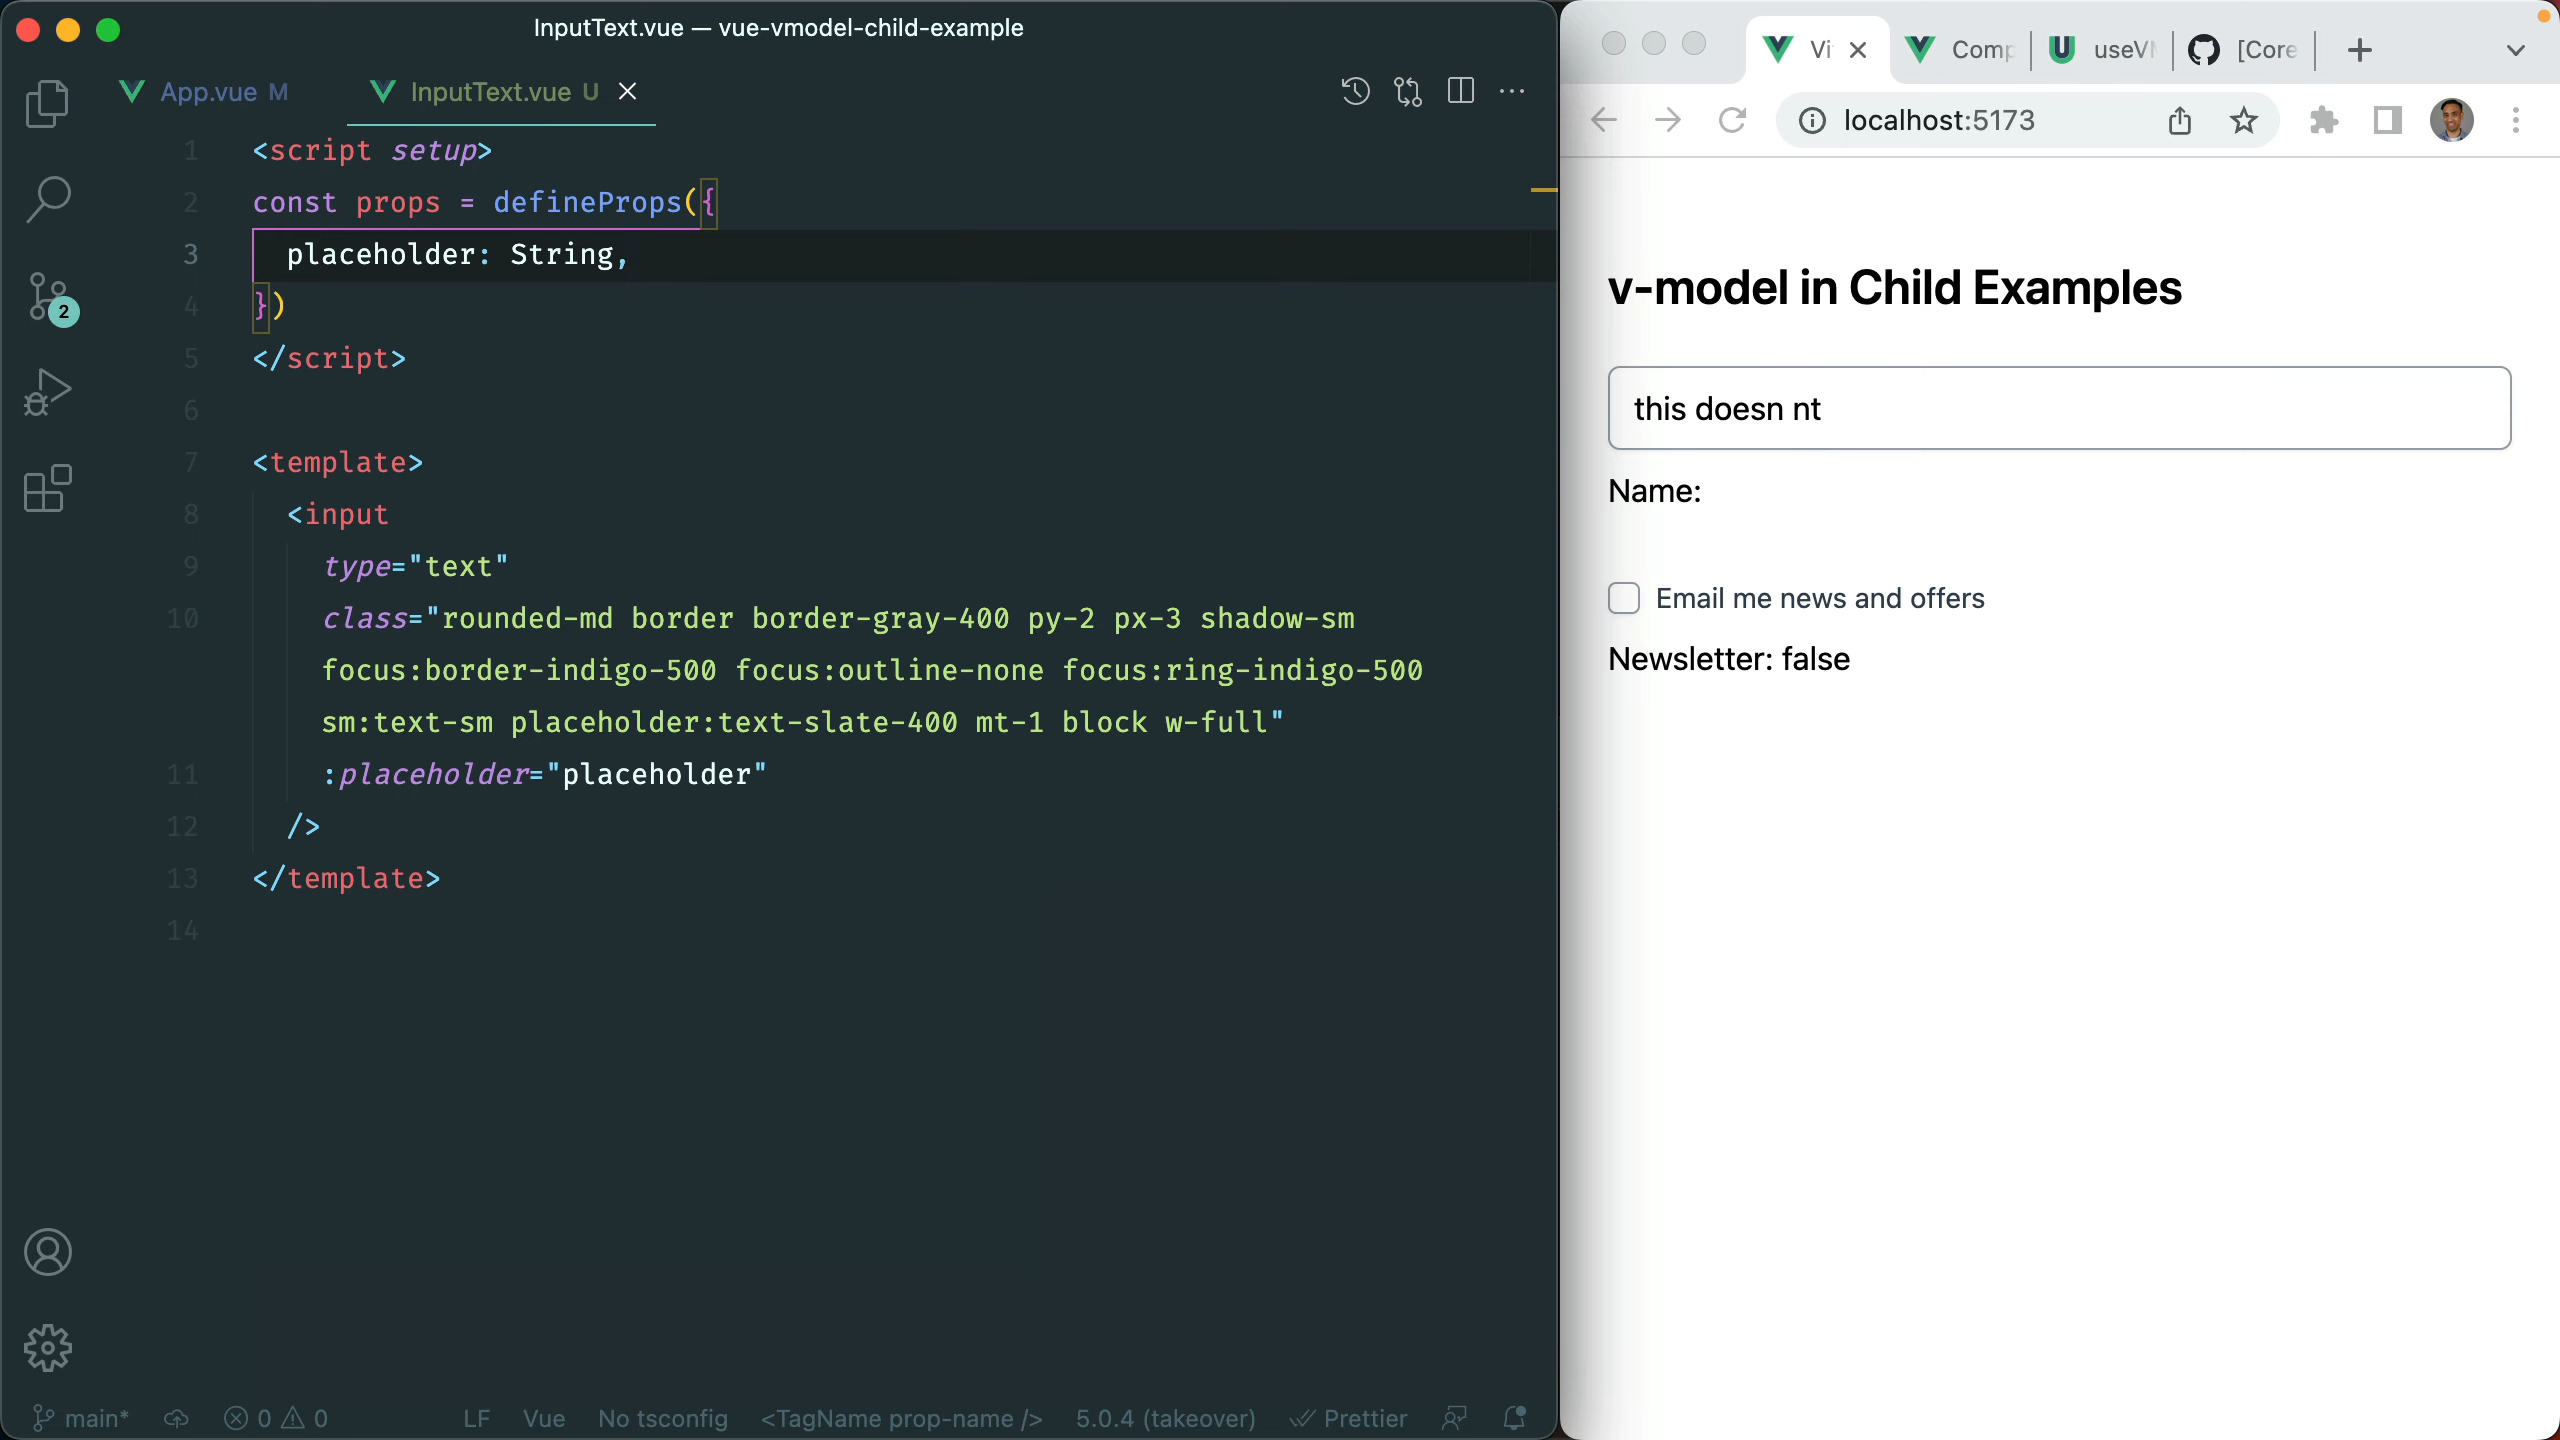 InputText.vue — vue-vmodel-child-example
App.vue M
InputText.vue U
1 <script setup>
2 const props = defineProps({
3 placeholder: String,
4 })
5 </script>
6
7 <template>
8 <input
9 type="text"
10 class="rounded-md border border-gray-400 py-2 px-3 shadow-sm
focus:border-indigo-500 focus:outline-none focus:ring-indigo-500
sm:text-sm placeholder:text-slate-400 mt-1 block w-full"
11 :placeholder="placeholder"
12 />
13 </template>
14
2
main* 0 0 LF Vue No tsconfig <TagName prop-name /> 5.0.4 (takeover) Prettier
Vi Comp useVM [Core
localhost:5173
v-model in Child Examples
this doesn nt
Name:
Email me news and offers
Newsletter: false